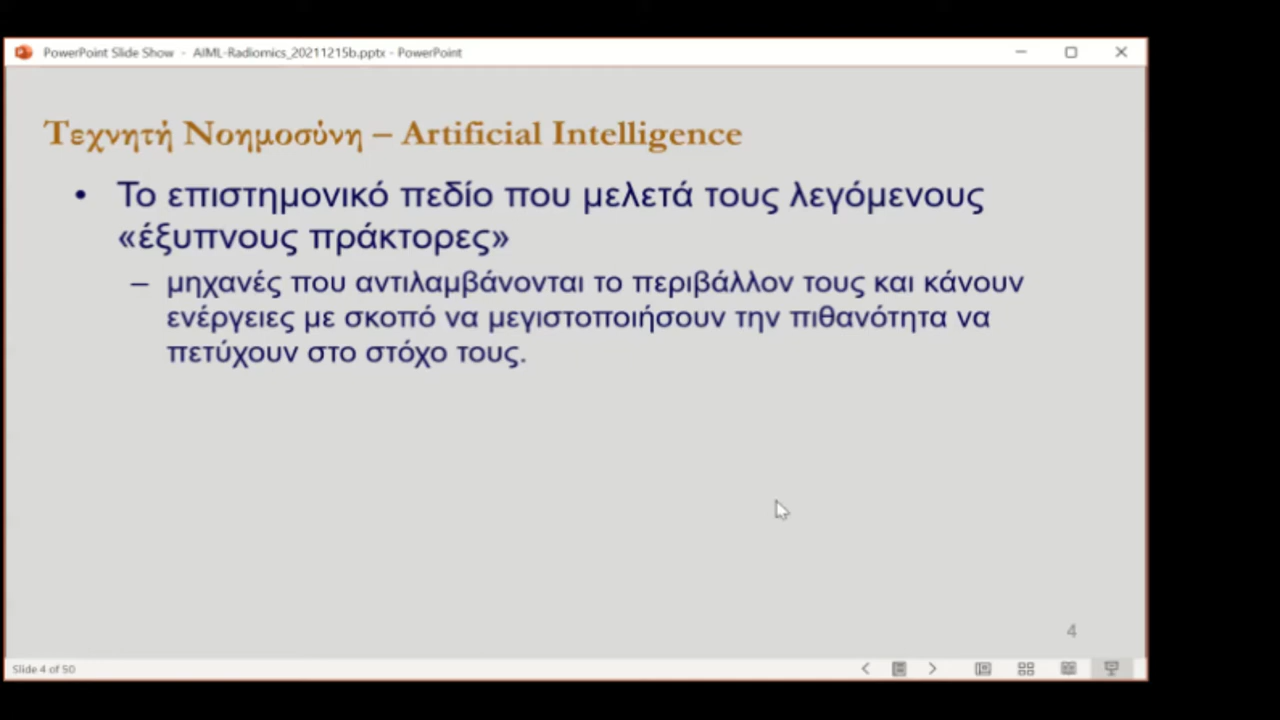 PowerPoint Slide Show - AIML-Radiomics_20211215b.pptx - PowerPoint
Τεχνητή Νοημοσύνη – Artificial Intelligence
• Το επιστημονικό πεδίο που μελετά τους λεγόμενους
«έξυπνους πράκτορες»
– μηχανές που αντιλαμβάνονται το περιβάλλον τους και κάνουν
ενέργειες με σκοπό να μεγιστοποιήσουν την πιθανότητα να
πετύχουν στο στόχο τους.
4
Slide 4 of 50